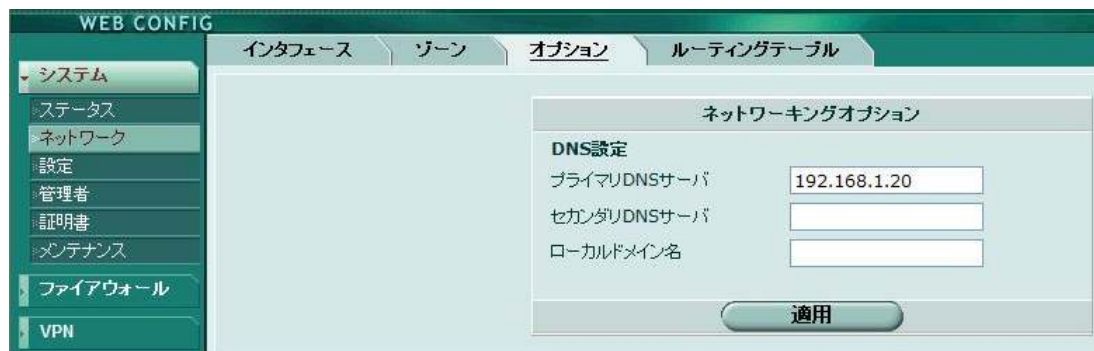 WEB CONFIG
インタフェース ゾーン オプション ルーティングテーブル
システム
ステータス
ネットワーク
設定
管理者
証明書
メンテナンス
ファイアウォール
VPN
ネットワーキングオプション
DNS設定
プライマリDNSサーバ 192.168.1.20
セカンダリDNSサーバ
ローカルドメイン名
適用